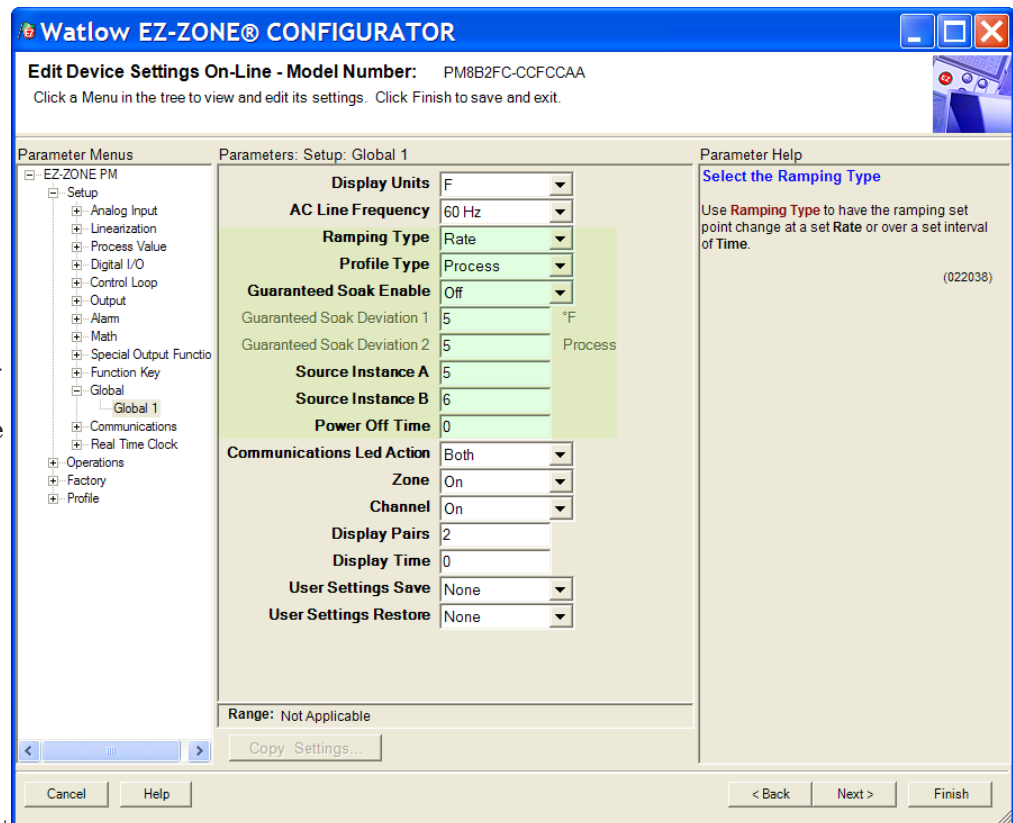 Watlow EZ-ZONE® CONFIGURATOR
Edit Device Settings On-Line - Model Number: PM8B2FC-CCFCCAA
Click a Menu in the tree to view and edit its settings. Click Finish to save and exit.
Parameter Menus
EZ-ZONE PM
Setup
Analog Input
Linearization
Process Value
Digital I/O
Control Loop
Output
Alarm
Math
Special Output Functio
Function Key
Global
Global 1
Communications
Real Time Clock
Operations
Factory
Profile
Parameters: Setup: Global 1
Display Units F
AC Line Frequency 60 Hz
Ramping Type Rate
Profile Type Process
Guaranteed Soak Enable Off
Guaranteed Soak Deviation 1 5 °F
Guaranteed Soak Deviation 2 5 Process
Source Instance A 5
Source Instance B 6
Power Off Time 0
Communications Led Action Both
Zone On
Channel On
Display Pairs 2
Display Time 0
User Settings Save None
User Settings Restore None
Range: Not Applicable
Copy Settings...
Parameter Help
Select the Ramping Type
Use Ramping Type to have the ramping set
point change at a set Rate or over a set interval
of Time.
(022038)
Cancel Help < Back Next > Finish